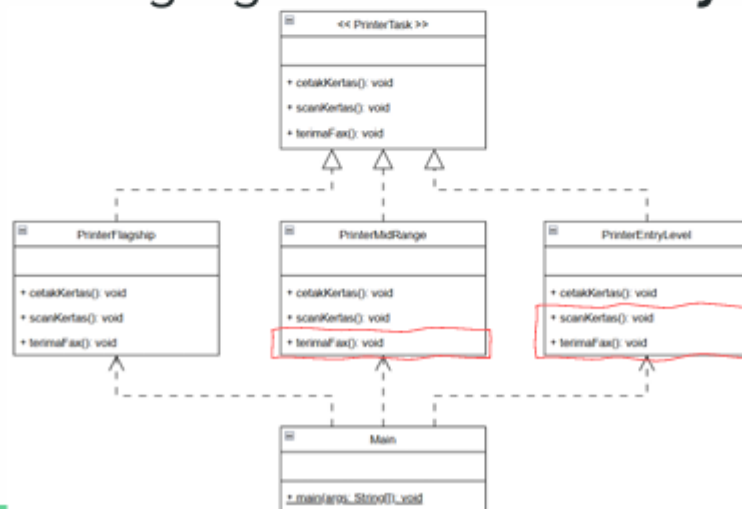 << PrinterTask >>
+ cetakKertas(): void
+ scanKertas(): void
+ terimaFax(): void
PrinterFlagship
+ cetakKertas(): void
+ scanKertas(): void
+ terimaFax(): void
PrinterMidRange
+ cetakKertas(): void
+ scanKertas(): void
+ terimaFax(): void
PrinterEntryLevel
+ cetakKertas(): void
+ scanKertas(): void
+ terimaFax(): void
Main
+ main(args: String[]): void